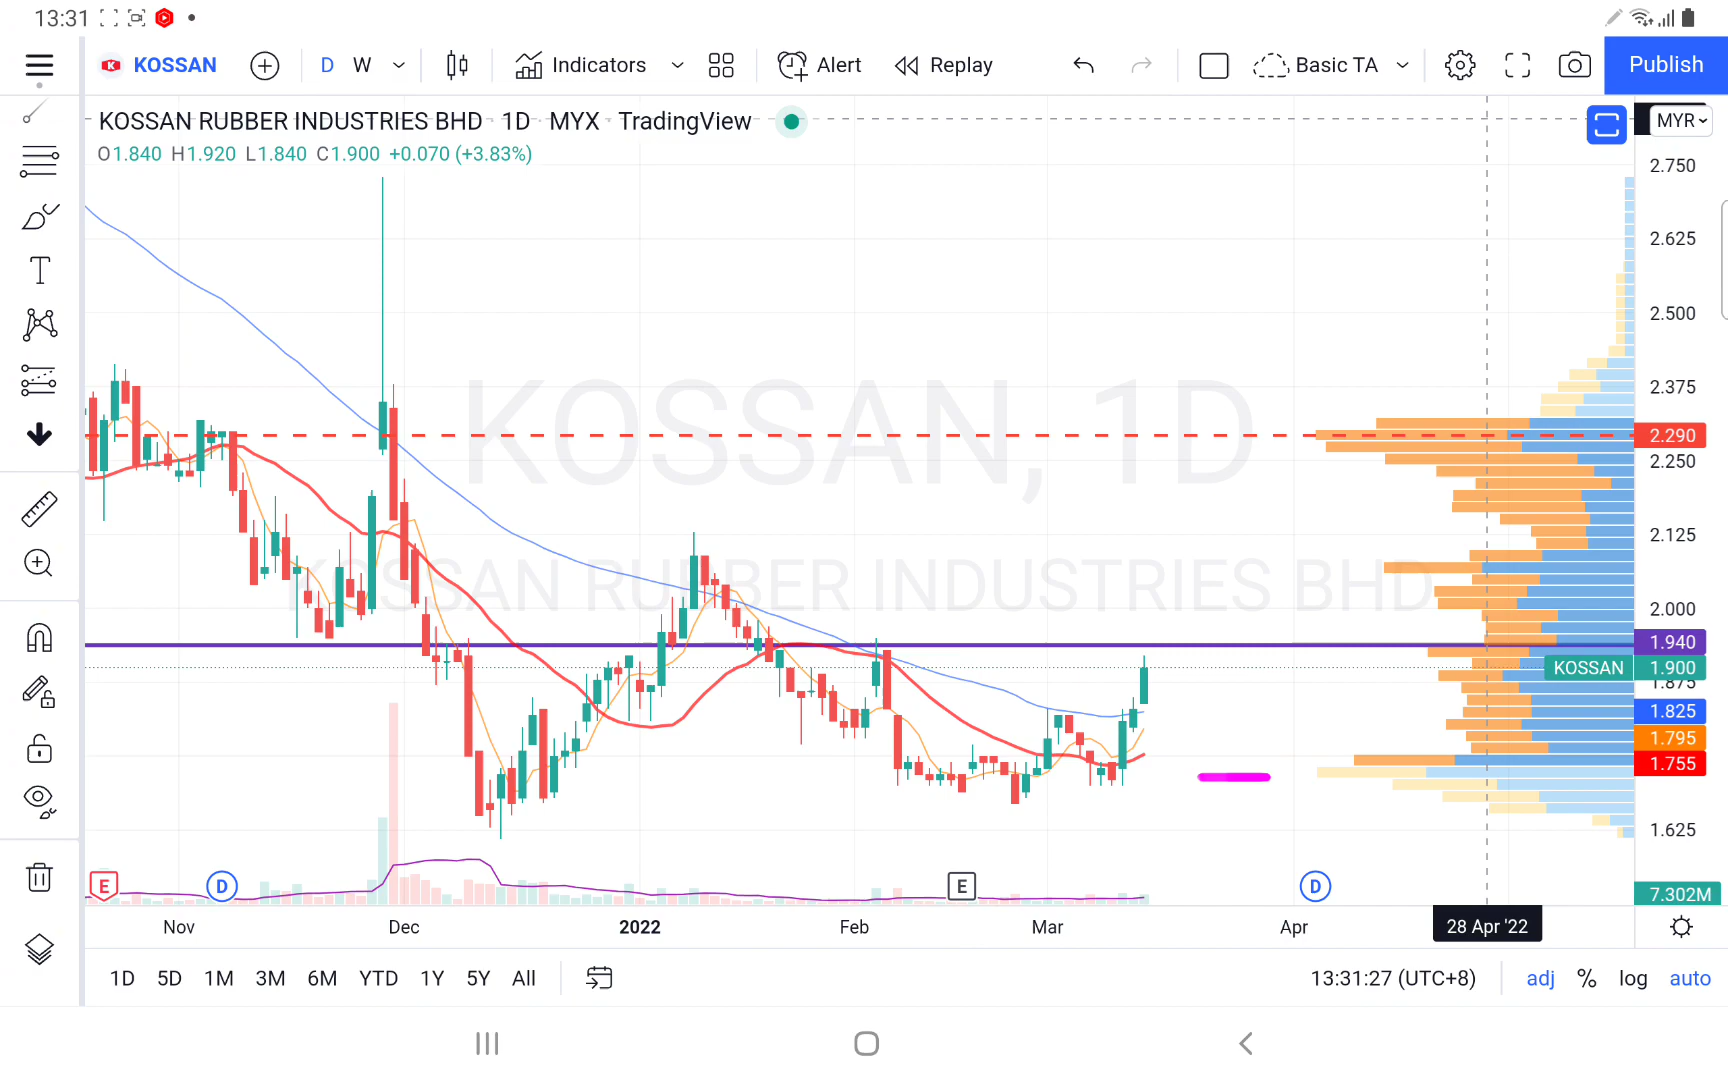 13:31
KOSSAN D W Indicators Alert Replay Basic TA Publish
KOSSAN RUBBER INDUSTRIES BHD · 1D · MYX · TradingView
MYR
O1.840 H1.920 L1.840 C1.900 +0.070 (+3.83%)
2.750
2.625
2.500
2.375
2.290
2.250
2.125
2.000
1.940
KOSSAN 1.900
1.875
1.825
1.795
1.755
1.625
7.302M
KOSSAN, 1D
KOSSAN RUBBER INDUSTRIES BHD
E D E D
Nov Dec 2022 Feb Mar Apr 28 Apr '22
1D 5D 1M 3M 6M YTD 1Y 5Y All 13:31:27 (UTC+8) adj % log auto